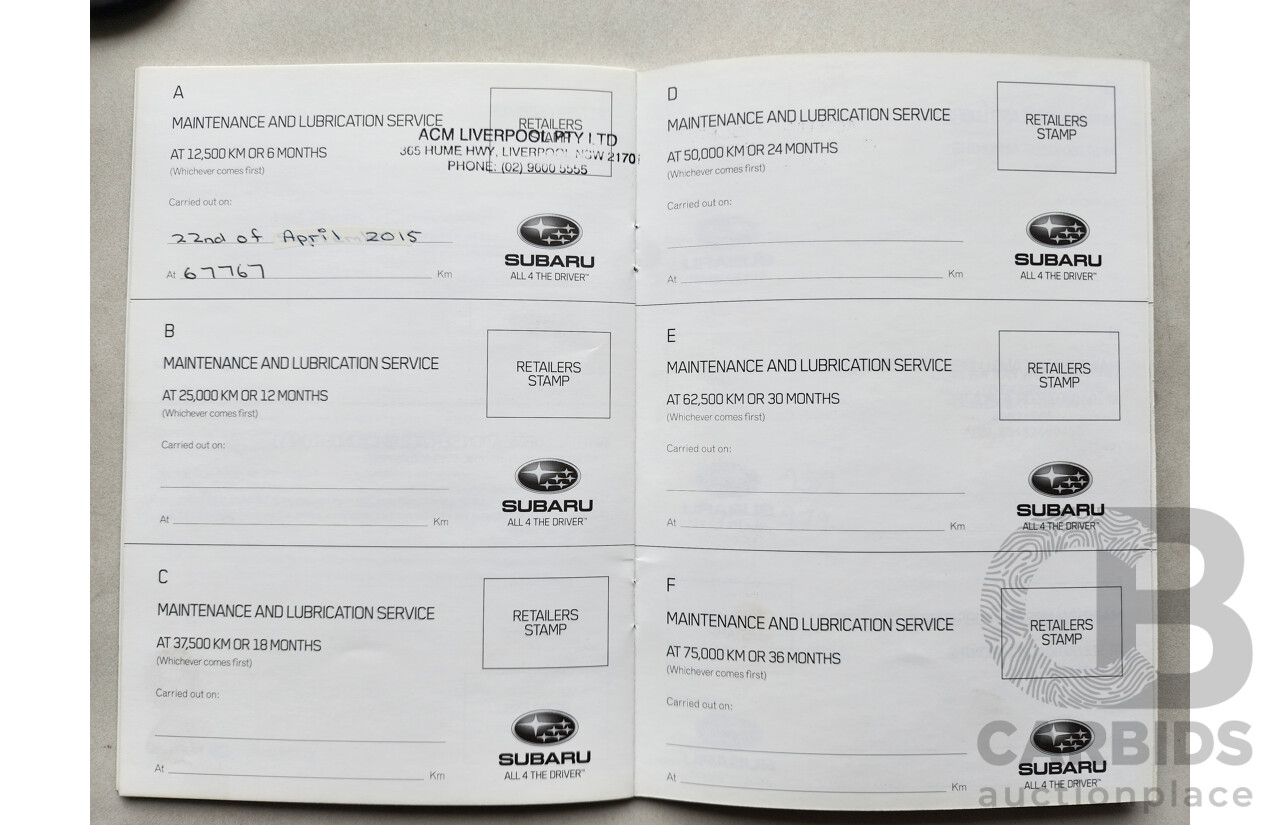 A
MAINTENANCE AND LUBRICATION SERVICE
RETAILERS
STAMP
ACM LIVERPOOL PTY LTD
365 HUME HWY, LIVERPOOL NSW 2170
PHONE: (02) 9600 5555
AT 12,500 KM OR 6 MONTHS
(Whichever comes first)
Carried out on:
22nd of April 2015
At 67767 Km
SUBARU
ALL 4 THE DRIVER™
B
MAINTENANCE AND LUBRICATION SERVICE
RETAILERS
STAMP
AT 25,000 KM OR 12 MONTHS
(Whichever comes first)
Carried out on:
At Km
SUBARU
ALL 4 THE DRIVER™
C
MAINTENANCE AND LUBRICATION SERVICE
RETAILERS
STAMP
AT 37,500 KM OR 18 MONTHS
(Whichever comes first)
Carried out on:
At Km
SUBARU
ALL 4 THE DRIVER™
D
MAINTENANCE AND LUBRICATION SERVICE
RETAILERS
STAMP
AT 50,000 KM OR 24 MONTHS
(Whichever comes first)
Carried out on:
At Km
SUBARU
ALL 4 THE DRIVER™
E
MAINTENANCE AND LUBRICATION SERVICE
RETAILERS
STAMP
AT 62,500 KM OR 30 MONTHS
(Whichever comes first)
Carried out on:
At Km
SUBARU
ALL 4 THE DRIVER™
F
MAINTENANCE AND LUBRICATION SERVICE
RETAILERS
STAMP
AT 75,000 KM OR 36 MONTHS
(Whichever comes first)
Carried out on:
At Km
SUBARU
ALL 4 THE DRIVER™
CB
CARBIDS
auctionplace